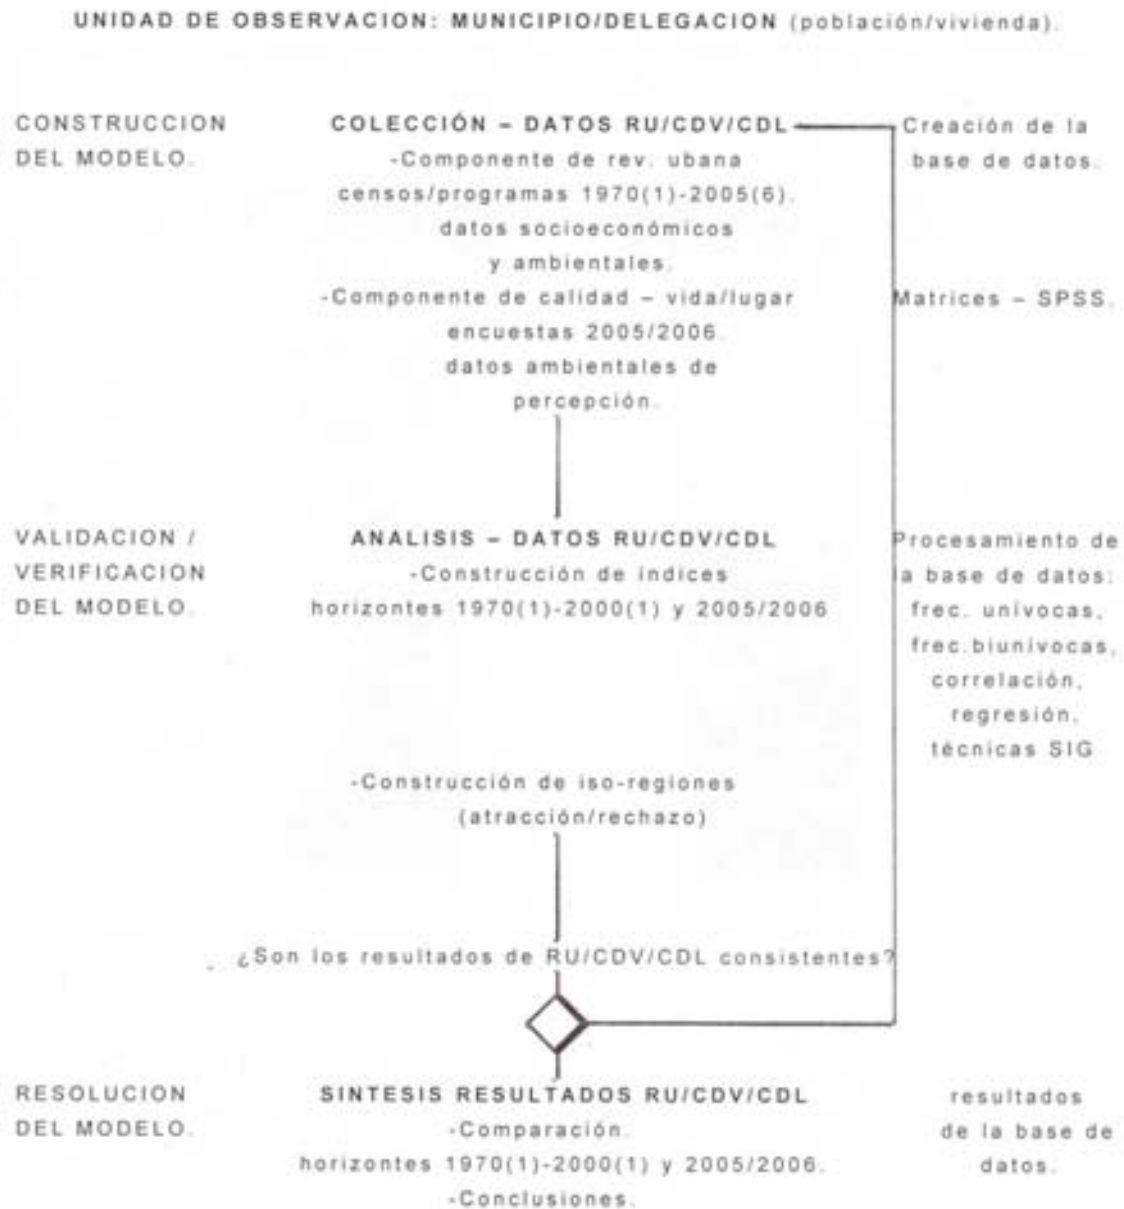 UNIDAD DE OBSERVACION: MUNICIPIO/DELEGACION (población/vivienda).
CONSTRUCCION
DEL MODELO.
COLECCIÓN – DATOS RU/CDV/CDL
-Componente de rev. ubana
censos/programas 1970(1)-2005(6).
datos socioeconómicos
y ambientales.
-Componente de calidad – vida/lugar
encuestas 2005/2006.
datos ambientales de
percepción.
Creación de la
base de datos.
Matrices – SPSS.
VALIDACION /
VERIFICACION
DEL MODELO.
ANALISIS – DATOS RU/CDV/CDL
-Construcción de índices
horizontes 1970(1)-2000(1) y 2005/2006
Procesamiento de
la base de datos:
frec. unívocas,
frec.biunívocas,
correlación,
regresión,
técnicas SIG
-Construcción de iso-regiones
(atracción/rechazo)
¿Son los resultados de RU/CDV/CDL consistentes?
RESOLUCION
DEL MODELO.
SINTESIS RESULTADOS RU/CDV/CDL
-Comparación.
horizontes 1970(1)-2000(1) y 2005/2006.
-Conclusiones.
resultados
de la base de
datos.